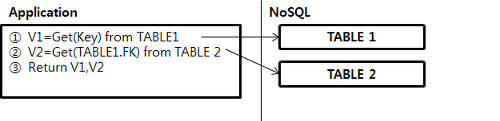 Application
NoSQL
① V1=Get(Key) from TABLE1
② V2=Get(TABLE1.FK) from TABLE 2
③ Return V1,V2
TABLE 1
TABLE 2